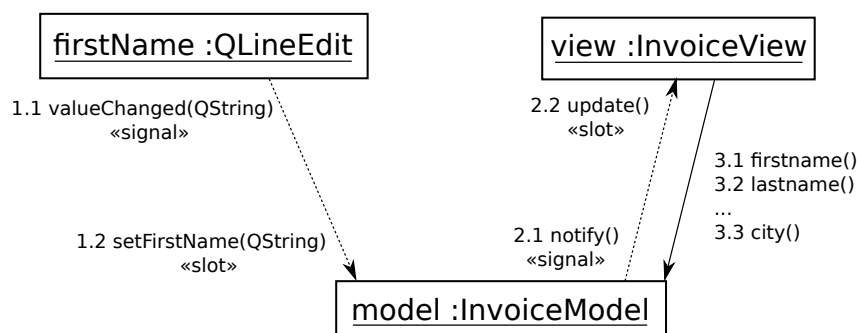 firstName :QLineEdit
view :InvoiceView
1.1 valueChanged(QString)
«signal»
2.2 update()
«slot»
3.1 firstname()
3.2 lastname()
...
3.3 city()
1.2 setFirstName(QString)
«slot»
2.1 notify()
«signal»
model :InvoiceModel